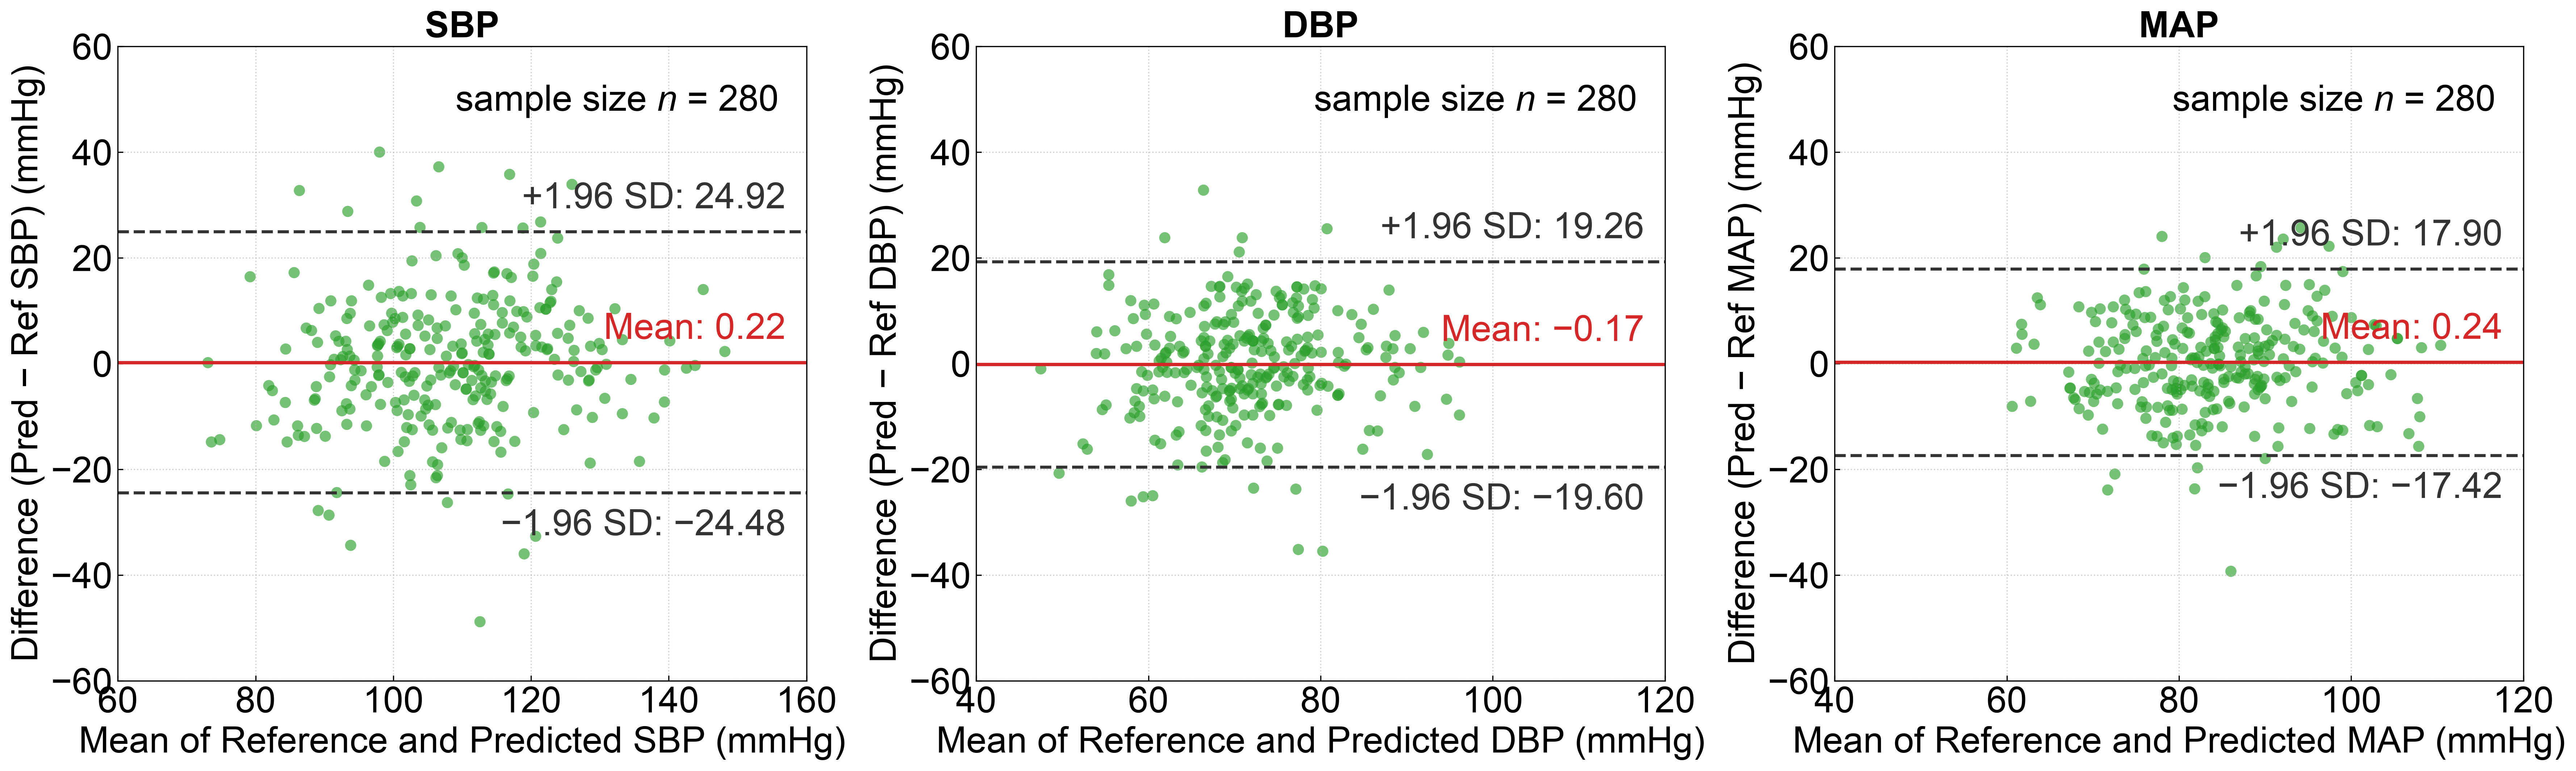 SBP
60
40
20
0
−20
−40
−60
Difference (Pred − Ref SBP) (mmHg)
sample size n = 280
+1.96 SD: 24.92
Mean: 0.22
−1.96 SD: −24.48
60 80 100 120 140 160
Mean of Reference and Predicted SBP (mmHg)
DBP
60
40
20
0
−20
−40
−60
Difference (Pred − Ref DBP) (mmHg)
sample size n = 280
+1.96 SD: 19.26
Mean: −0.17
−1.96 SD: −19.60
40 60 80 100 120
Mean of Reference and Predicted DBP (mmHg)
MAP
60
40
20
0
−20
−40
−60
Difference (Pred − Ref MAP) (mmHg)
sample size n = 280
+1.96 SD: 17.90
Mean: 0.24
−1.96 SD: −17.42
40 60 80 100 120
Mean of Reference and Predicted MAP (mmHg)